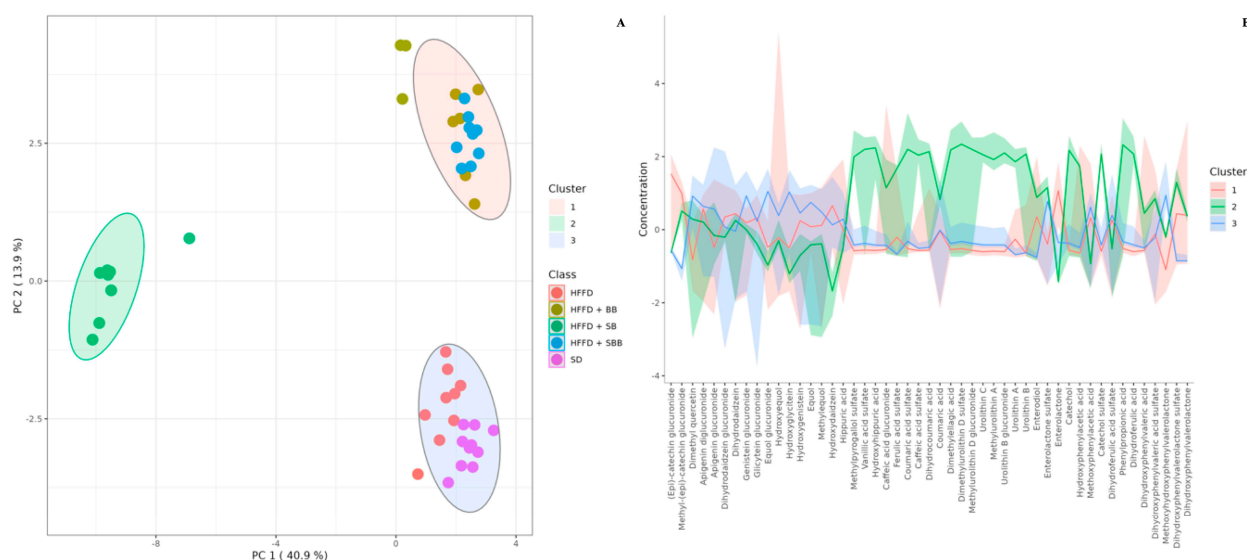 A
2.5
0.0
-2.5
-8
-4
0
4
PC 2 ( 13.9 %)
PC 1 ( 40.9 %)
Cluster
1
2
3
Class
HFFD
HFFD + BB
HFFD + SB
HFFD + SBB
SD
4
2
0
-2
-4
Concentration
(Epi)-catechin glucuronide
Methyl-(epi)-catechin glucuronide
Dimethyl quercetin
Apigenin diglucuronide
Apigenin glucuronide
Dihydrodaidzein glucuronide
Dihydrodaidzein
Genistein glucuronide
Glicytein glucuronide
Equol glucuronide
Hydroxyequol
Hydroxyglycitein
Hydroxygenistein
Equol
Methylequol
Hydroxydaidzein
Hippuric acid
Methylpyrogallol sulfate
Vanillic acid sulfate
Hydroxyhippuric acid
Caffeic acid glucuronide
Ferulic acid sulfate
Coumaric acid sulfate
Caffeic acid sulfate
Dihydrocoumaric acid
Coumaric acid
Dimethylellagic acid
Dimethylurolithin D sulfate
Methylurolithin D glucuronide
Urolithin C
Methylurolithin A
Urolithin B glucuronide
Urolithin A
Urolithin B
Enterodiol
Enterolactone sulfate
Enterolactone
Catechol
Hydroxyphenylacetic acid
Methoxyphenylacetic acid
Catechol sulfate
Dihydroferulic acid sulfate
Phenylpropionic acid
Dihydroferulic acid
Dihydroxyphenylvaleric acid
Dihydroxyphenylvaleric acid sulfate
Methoxyhydroxyphenylvalerolactone
Dihydroxyphenylvalerolactone sulfate
Dihydroxyphenylvalerolactone
Cluster
1
2
3